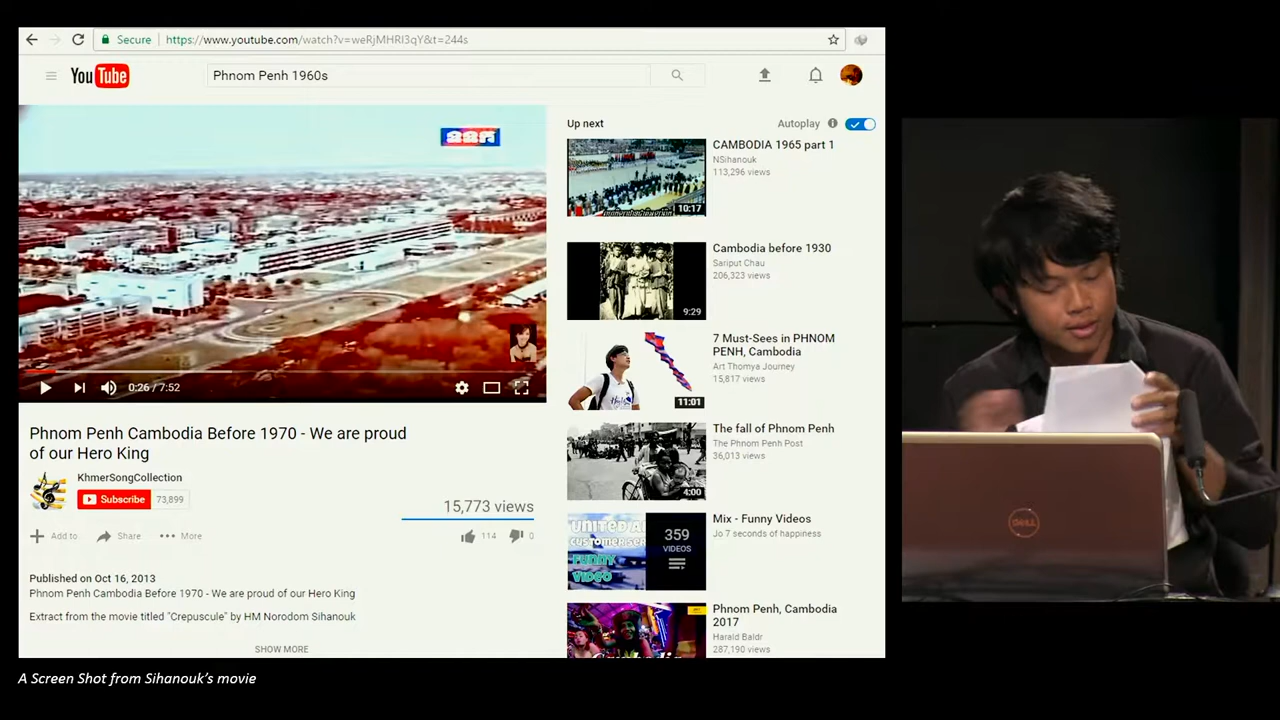 Secure
https://www.youtube.com/watch?v=weRjMHRl3qY&t=244s
YouTube
Phnom Penh 1960s
0:26 / 7:52
Phnom Penh Cambodia Before 1970 - We are proud
of our Hero King
KhmerSongCollection
Subscribe 73,899
15,773 views
Add to Share More 114 0
Published on Oct 16, 2013
Phnom Penh Cambodia Before 1970 - We are proud of our Hero King
Extract from the movie titled "Crepuscule" by HM Norodom Sihanouk
SHOW MORE
Up next Autoplay
CAMBODIA 1965 part 1
NSihanouk
113,296 views
10:17
Cambodia before 1930
Sariput Chau
206,323 views
9:29
7 Must-Sees in PHNOM
PENH, Cambodia
Art Thomya Journey
15,817 views
11:01
The fall of Phnom Penh
The Phnom Penh Post
36,013 views
4:00
Mix - Funny Videos
Jo 7 seconds of happiness
UNITED
CUSTOMER
FUNNY
VIDEO
359
VIDEOS
Phnom Penh, Cambodia
2017
Harald Baldr
287,190 views
A Screen Shot from Sihanouk's movie
DELL